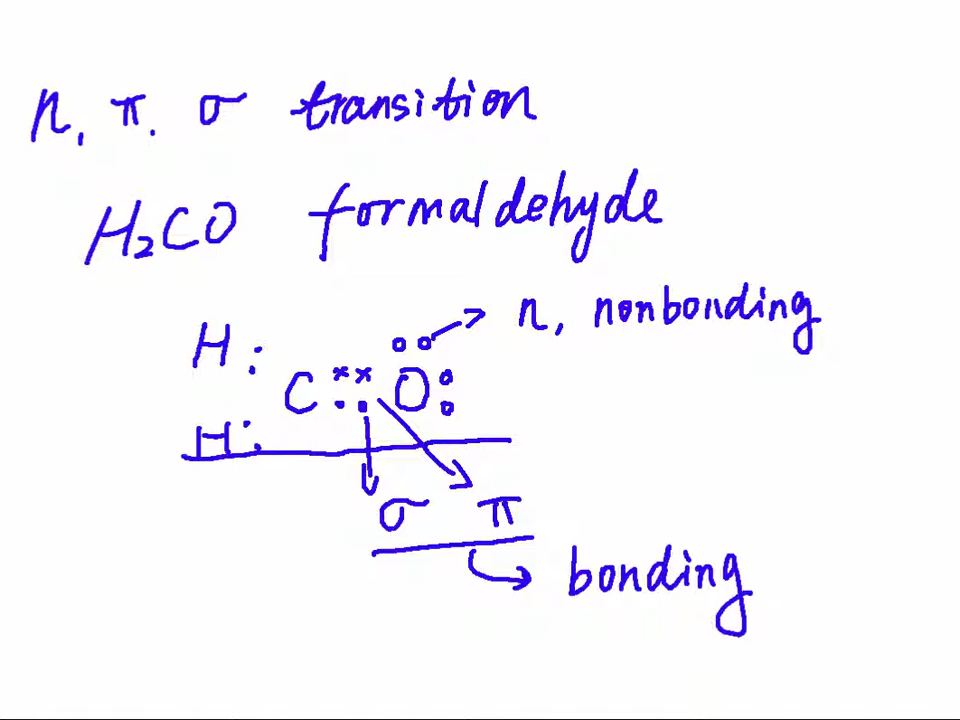 n, π. σ transition
H₂CO formaldehyde
→ n, nonbonding
H :
C ×× O :
H :
σ π
bonding